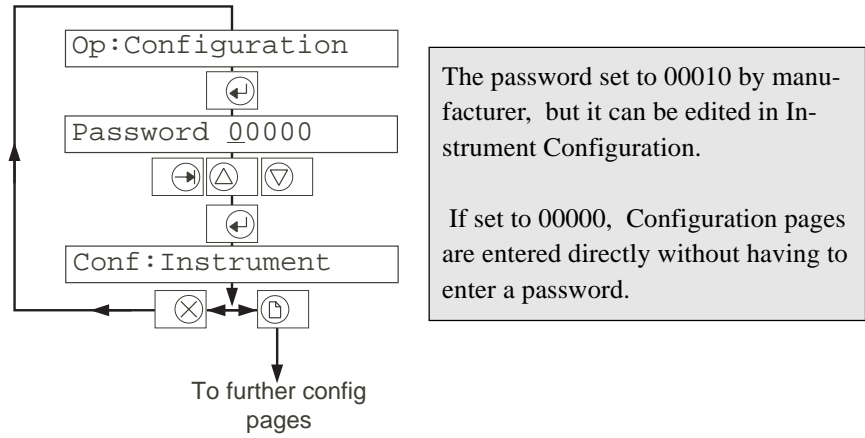 Op:Configuration
Password 00000
Conf:Instrument
To further config
pages
The password set to 00010 by manu-
facturer, but it can be edited in In-
strument Configuration.
If set to 00000, Configuration pages
are entered directly without having to
enter a password.